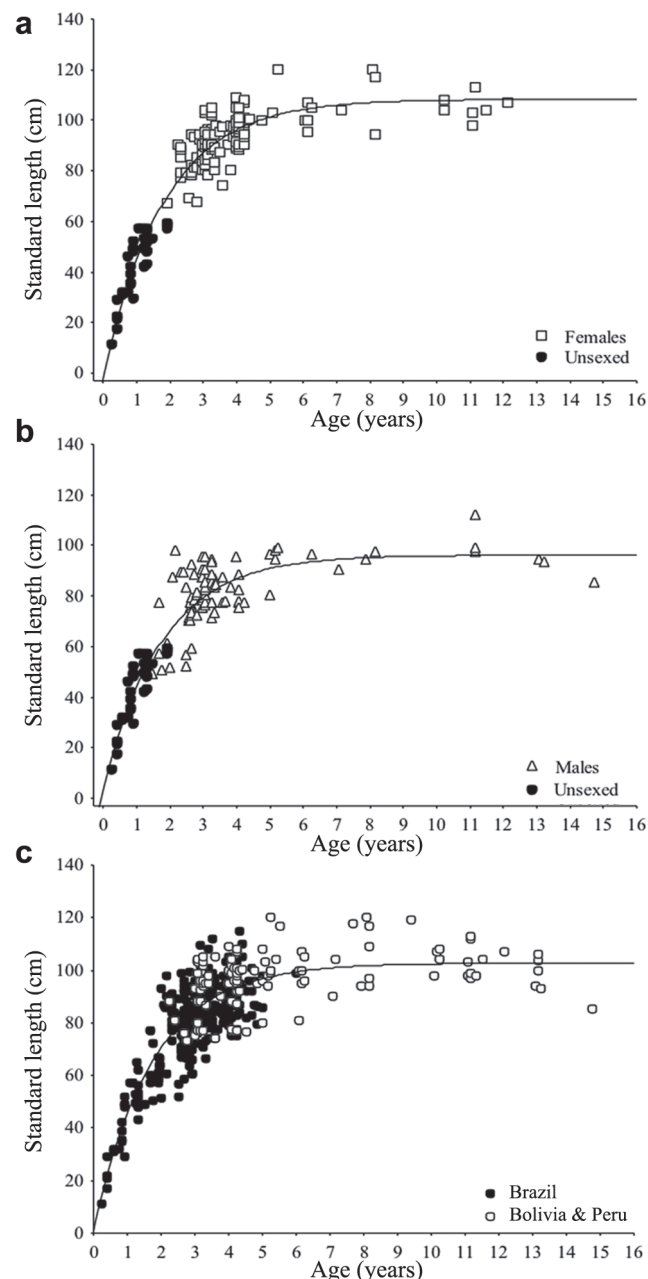 a
140
120
100
80
60
40
20
0
Standard length (cm)
Females
Unsexed
0 1 2 3 4 5 6 7 8 9 10 11 12 13 14 15 16
Age (years)
b
140
120
100
80
60
40
20
0
Standard length (cm)
Males
Unsexed
0 1 2 3 4 5 6 7 8 9 10 11 12 13 14 15 16
Age (years)
c
140
120
100
80
60
40
20
0
Standard length (cm)
Brazil
Bolivia & Peru
0 1 2 3 4 5 6 7 8 9 10 11 12 13 14 15 16
Age (years)